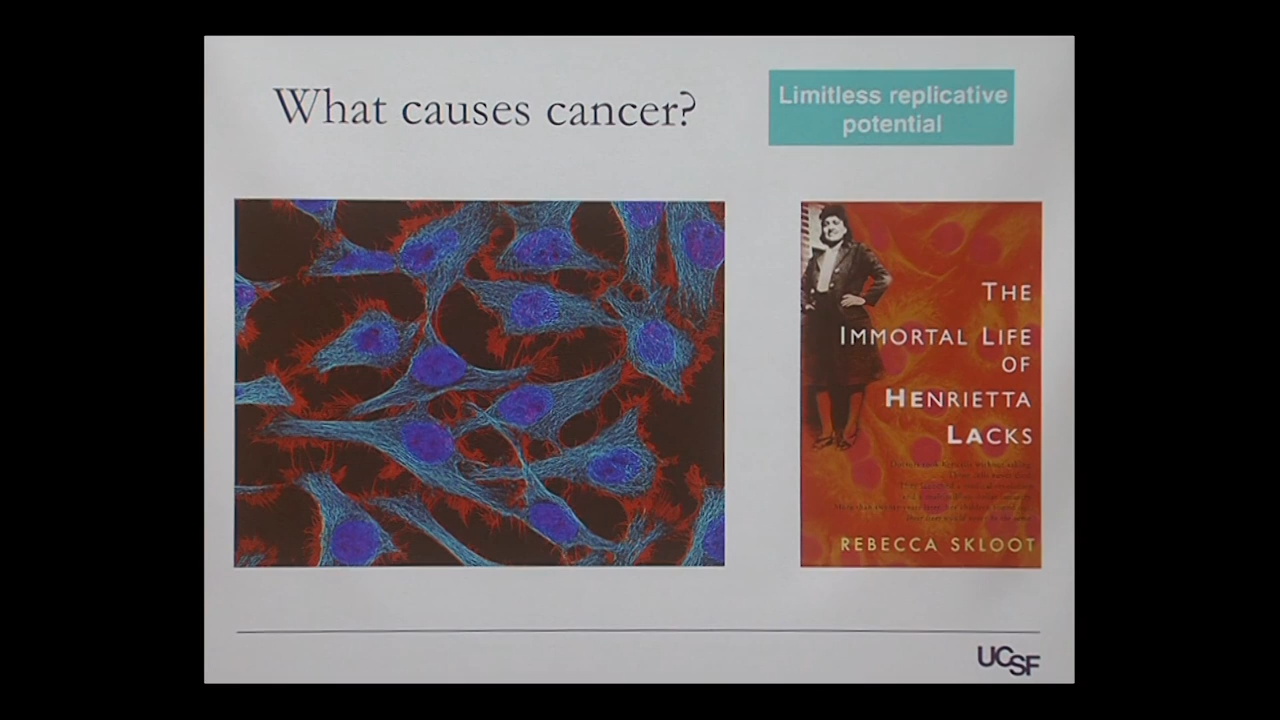 What causes cancer?
Limitless replicative
potential
THE
IMMORTAL LIFE
OF
HENRIETTA
LACKS
REBECCA SKLOOT
UCSF